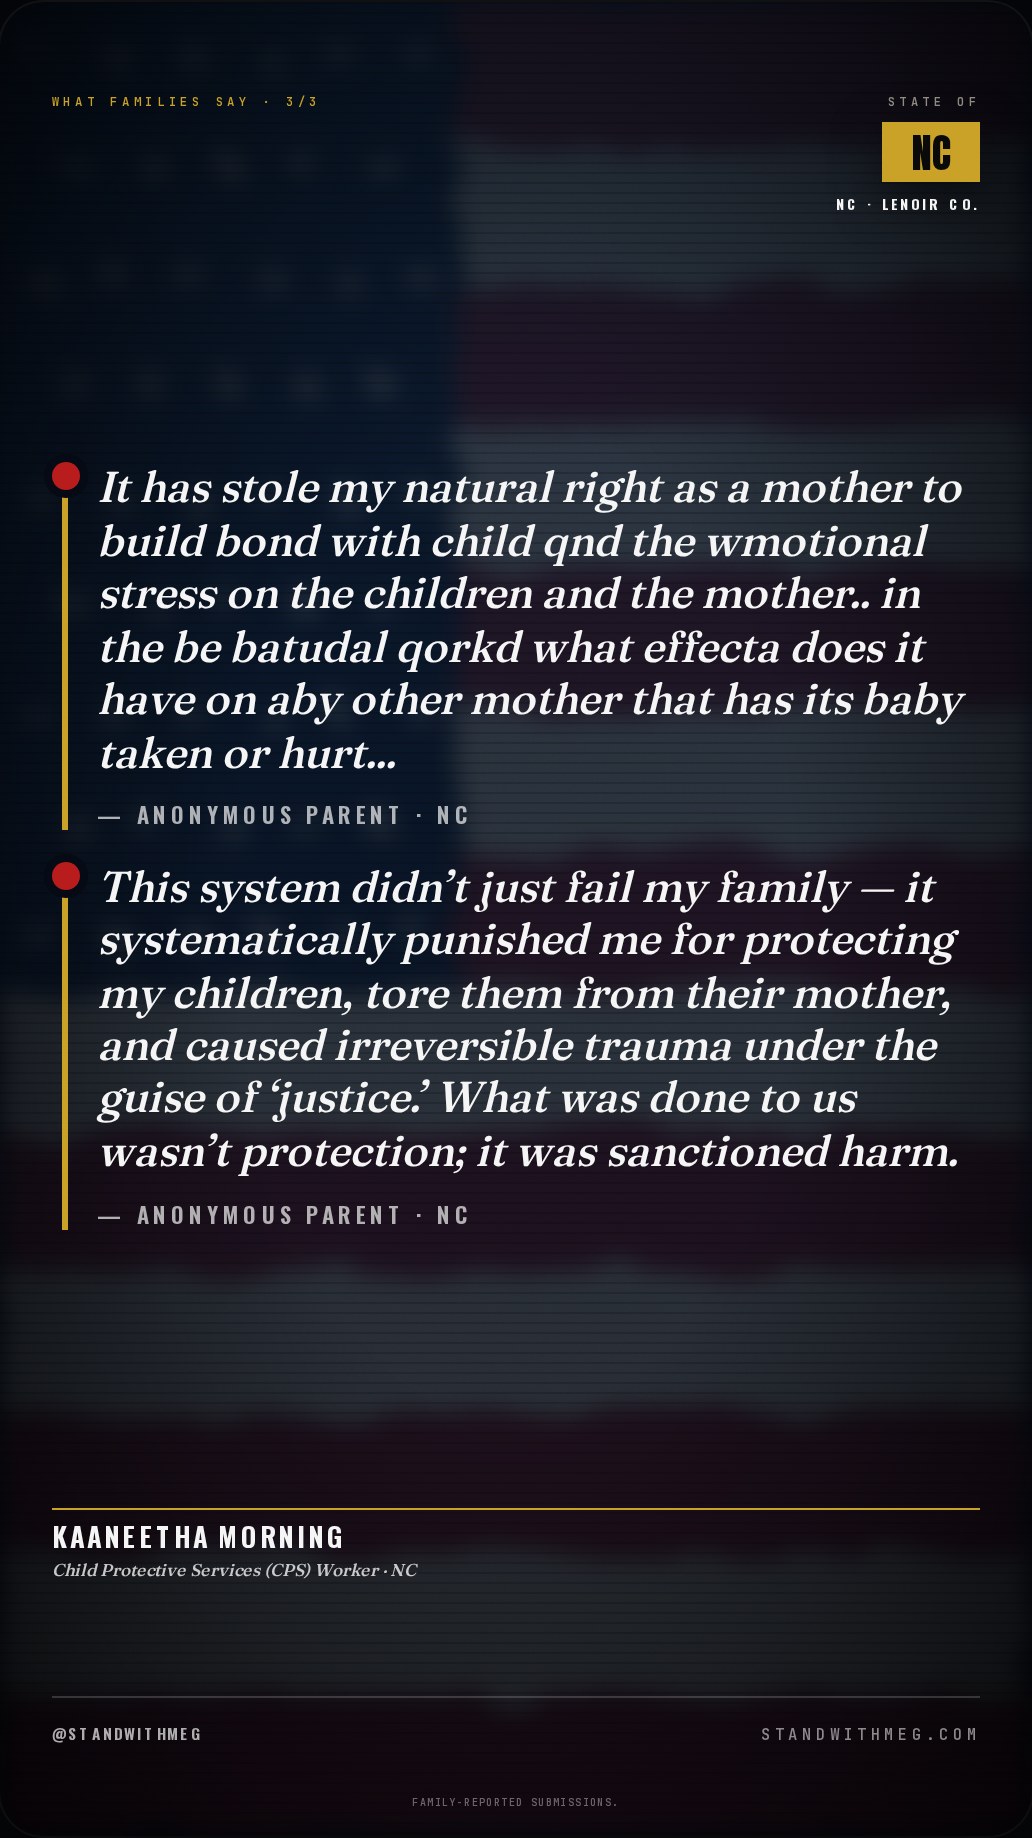 WHAT FAMILIES SAY · 3/3
STATE OF
NC
NC · LENOIR CO.
It has stole my natural right as a mother to
build bond with child qnd the wmotional
stress on the children and the mother.. in
the be batudal qorkd what effecta does it
have on aby other mother that has its baby
taken or hurt...
— ANONYMOUS PARENT · NC
This system didn’t just fail my family — it
systematically punished me for protecting
my children, tore them from their mother,
and caused irreversible trauma under the
guise of ‘justice.’ What was done to us
wasn’t protection; it was sanctioned harm.
— ANONYMOUS PARENT · NC
KAANEETHA MORNING
Child Protective Services (CPS) Worker · NC
@STANDWITHMEG
STANDWITHMEG.COM
FAMILY-REPORTED SUBMISSIONS.